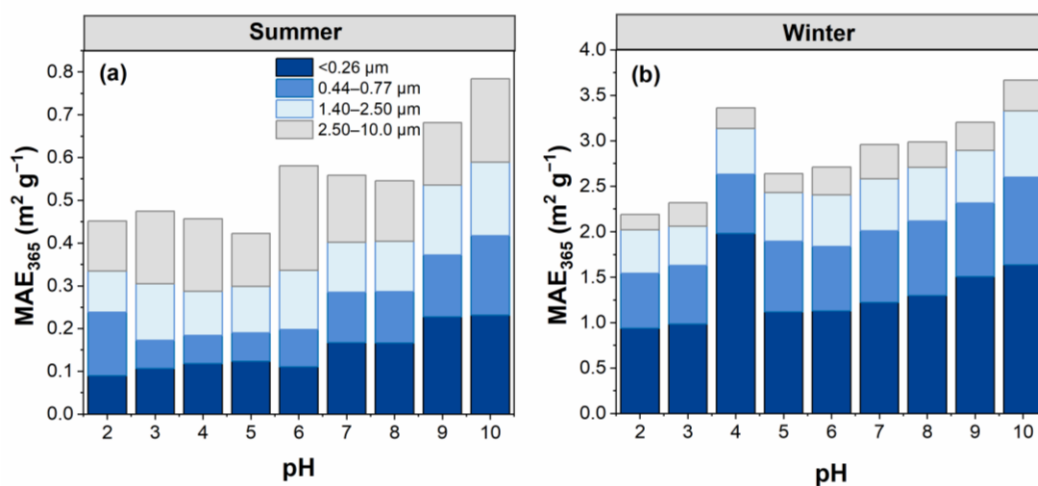 Summer
(a)
<0.26 μm
0.44–0.77 μm
1.40–2.50 μm
2.50–10.0 μm
MAE365 (m² g⁻¹)
0.8
0.7
0.6
0.5
0.4
0.3
0.2
0.1
0.0
2 3 4 5 6 7 8 9 10
pH
Winter
(b)
MAE365 (m² g⁻¹)
4.0
3.5
3.0
2.5
2.0
1.5
1.0
0.5
0.0
2 3 4 5 6 7 8 9 10
pH